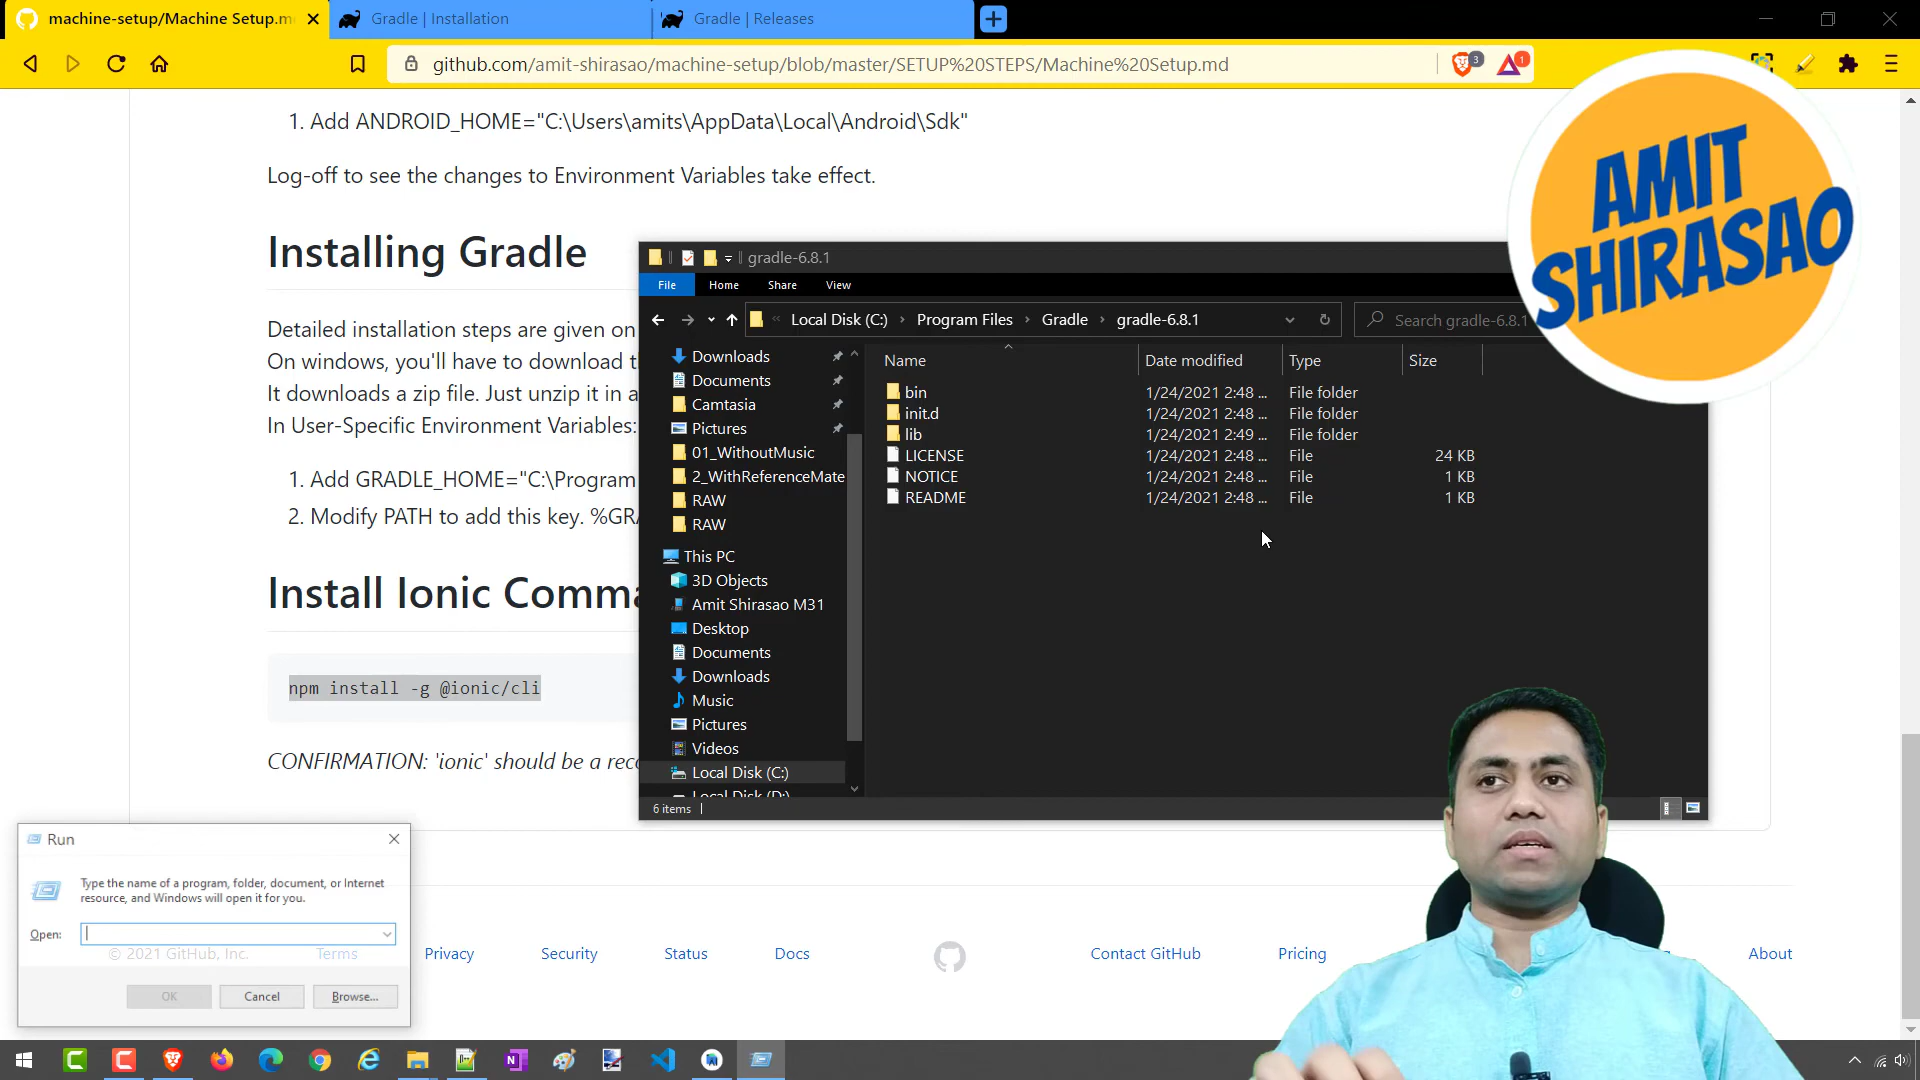 machine-setup/Machine Setup.m
Gradle | Installation
Gradle | Releases
github.com/amit-shirasao/machine-setup/blob/master/SETUP%20STEPS/Machine%20Setup.md
3
1
1. Add ANDROID_HOME="C:\Users\amits\AppData\Local\Android\Sdk"
Log-off to see the changes to Environment Variables take effect.
Installing Gradle
Detailed installation steps are given on
On windows, you'll have to download
It downloads a zip file. Just unzip it in a
In User-Specific Environment Variables:
1. Add GRADLE_HOME="C:\Program
2. Modify PATH to add this key. %GRA
Install Ionic Comma
npm install -g @ionic/cli
CONFIRMATION: 'ionic' should be a rec
AMIT
SHIRASAO
gradle-6.8.1
File Home Share View
Local Disk (C:) > Program Files > Gradle > gradle-6.8.1
Search gradle-6.8.1
Downloads
Documents
Camtasia
Pictures
01_WithoutMusic
2_WithReferenceMate
RAW
RAW
This PC
3D Objects
Amit Shirasao M31
Desktop
Documents
Downloads
Music
Pictures
Videos
Local Disk (C:)
Local Disk (D:)
Name Date modified Type Size
bin 1/24/2021 2:48 ... File folder
init.d 1/24/2021 2:48 ... File folder
lib 1/24/2021 2:49 ... File folder
LICENSE 1/24/2021 2:48 ... File 24 KB
NOTICE 1/24/2021 2:48 ... File 1 KB
README 1/24/2021 2:48 ... File 1 KB
6 items
Run
Type the name of a program, folder, document, or Internet
resource, and Windows will open it for you.
Open:
OK Cancel Browse...
© 2021 GitHub, Inc. Terms Privacy Security Status Docs Contact GitHub Pricing About